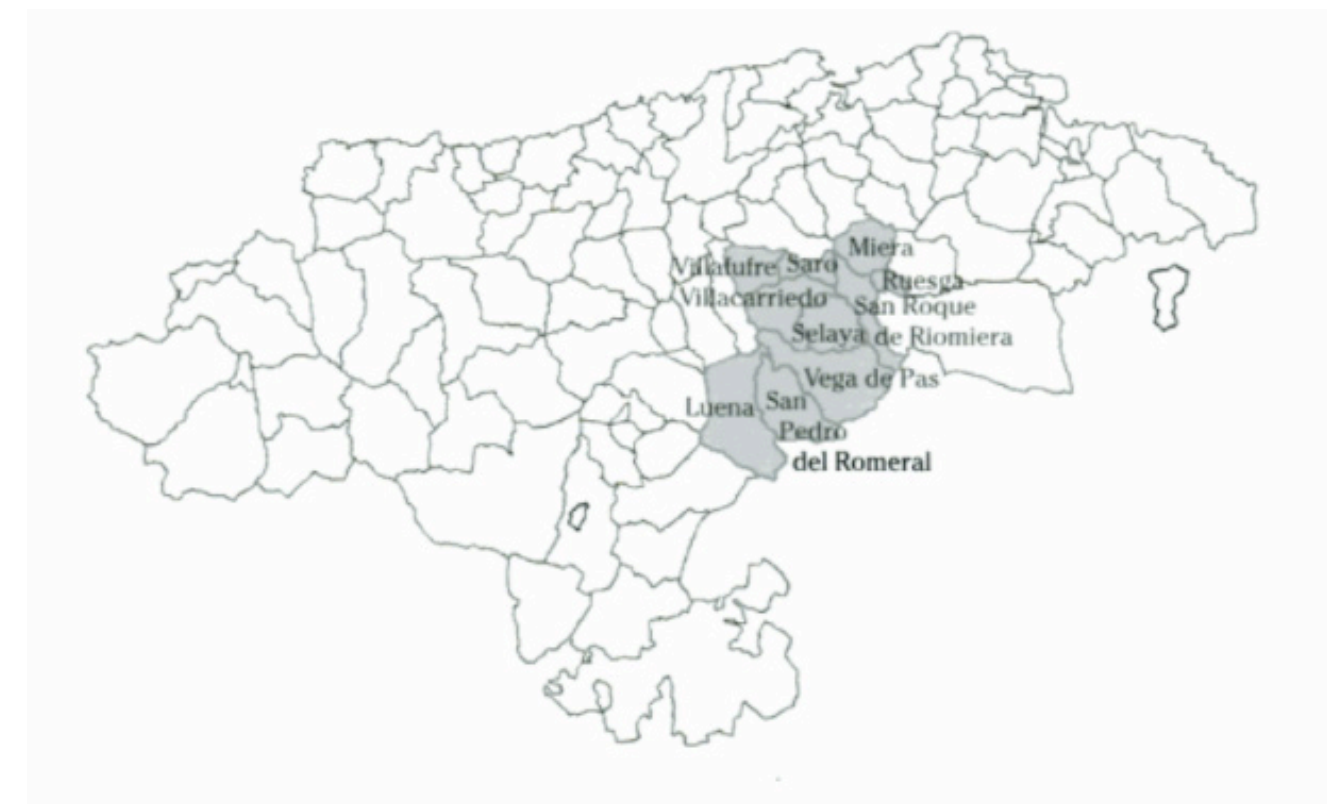 Miera
Villafufre Saro
Ruesga
Villacarriedo
San Roque
Selaya de Riomiera
Vega de Pas
Luena San
Pedro
del Romeral